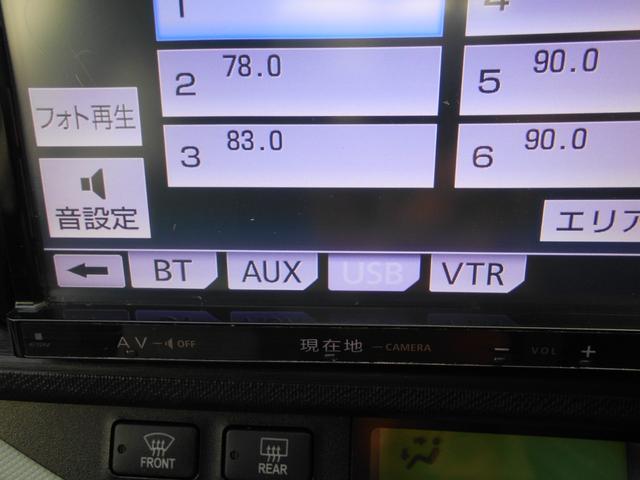 1
4
2 78.0
5 90.0
フォト再生
3 83.0
6 90.0
音設定
エリア
BT AUX USB VTR
AV OFF
現在地 CAMERA
− VOL +
FRONT
REAR